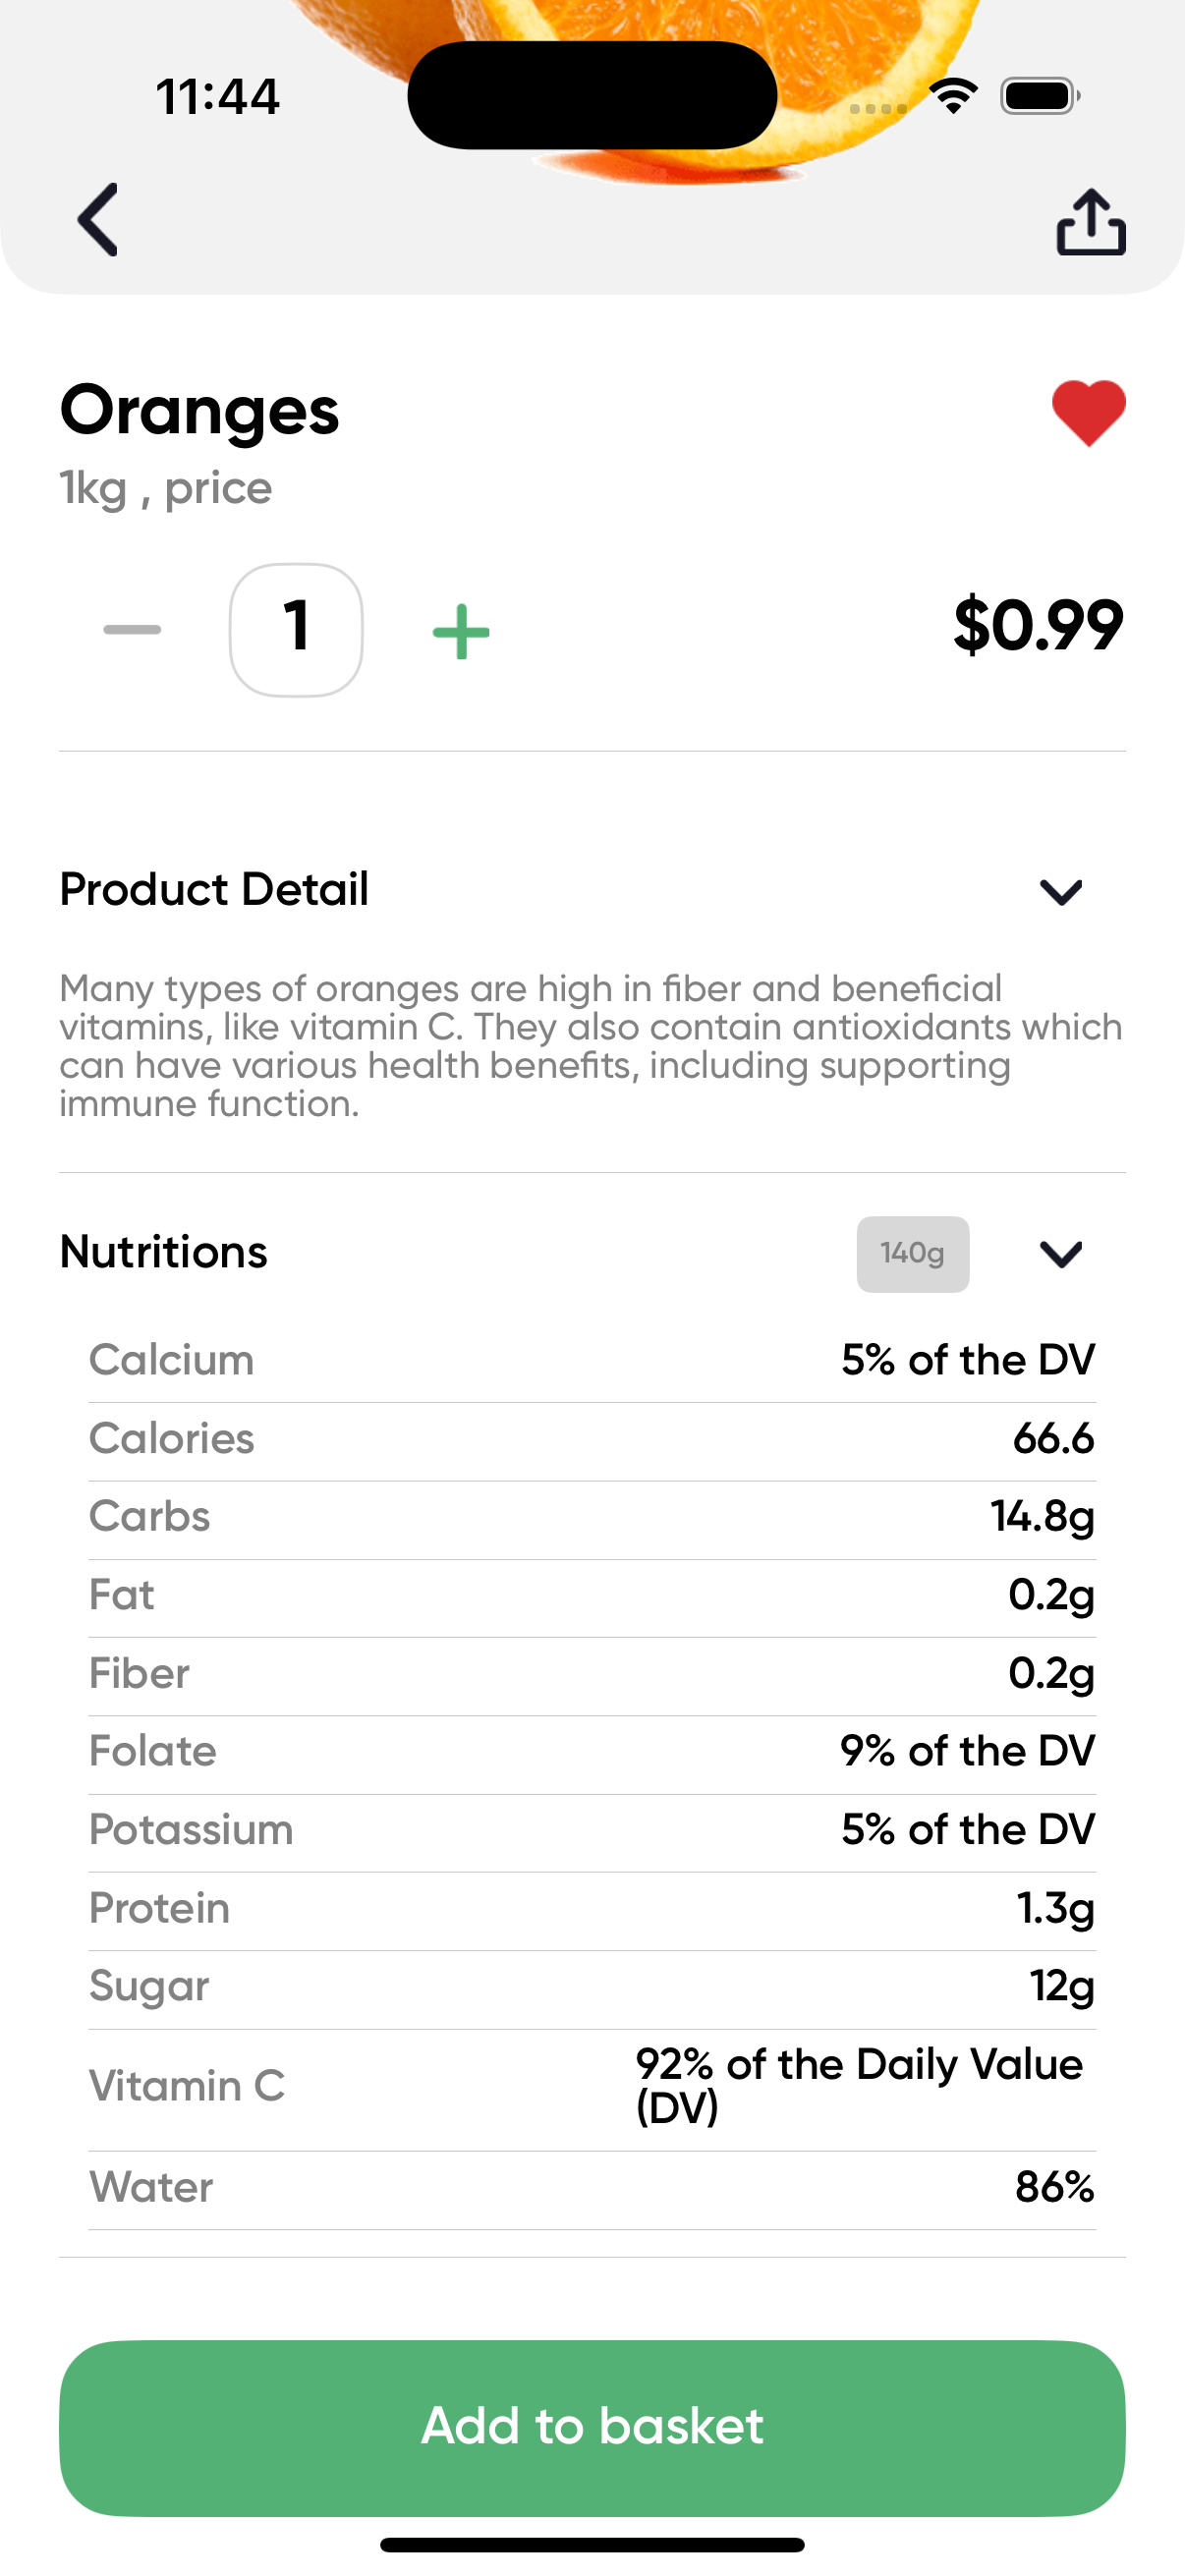 11:44
Oranges
1kg , price
1
$0.99
Product Detail
Many types of oranges are high in fiber and beneficial
vitamins, like vitamin C. They also contain antioxidants which
can have various health benefits, including supporting
immune function.
Nutritions 140g
Calcium 5% of the DV
Calories 66.6
Carbs 14.8g
Fat 0.2g
Fiber 0.2g
Folate 9% of the DV
Potassium 5% of the DV
Protein 1.3g
Sugar 12g
Vitamin C 92% of the Daily Value
(DV)
Water 86%
Add to basket